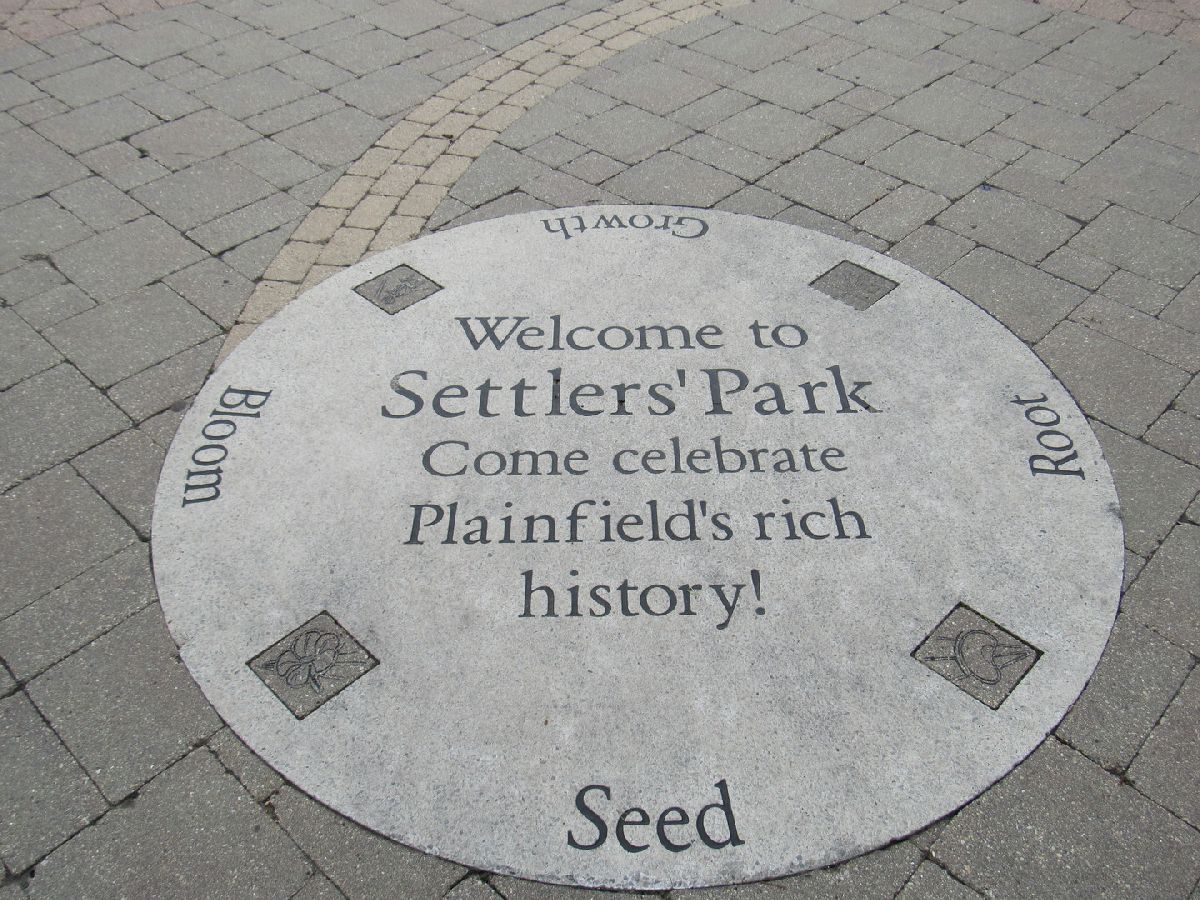 Growth
Welcome to
Settlers' Park
Come celebrate
Plainfield's rich
history!
Bloom
Root
Seed